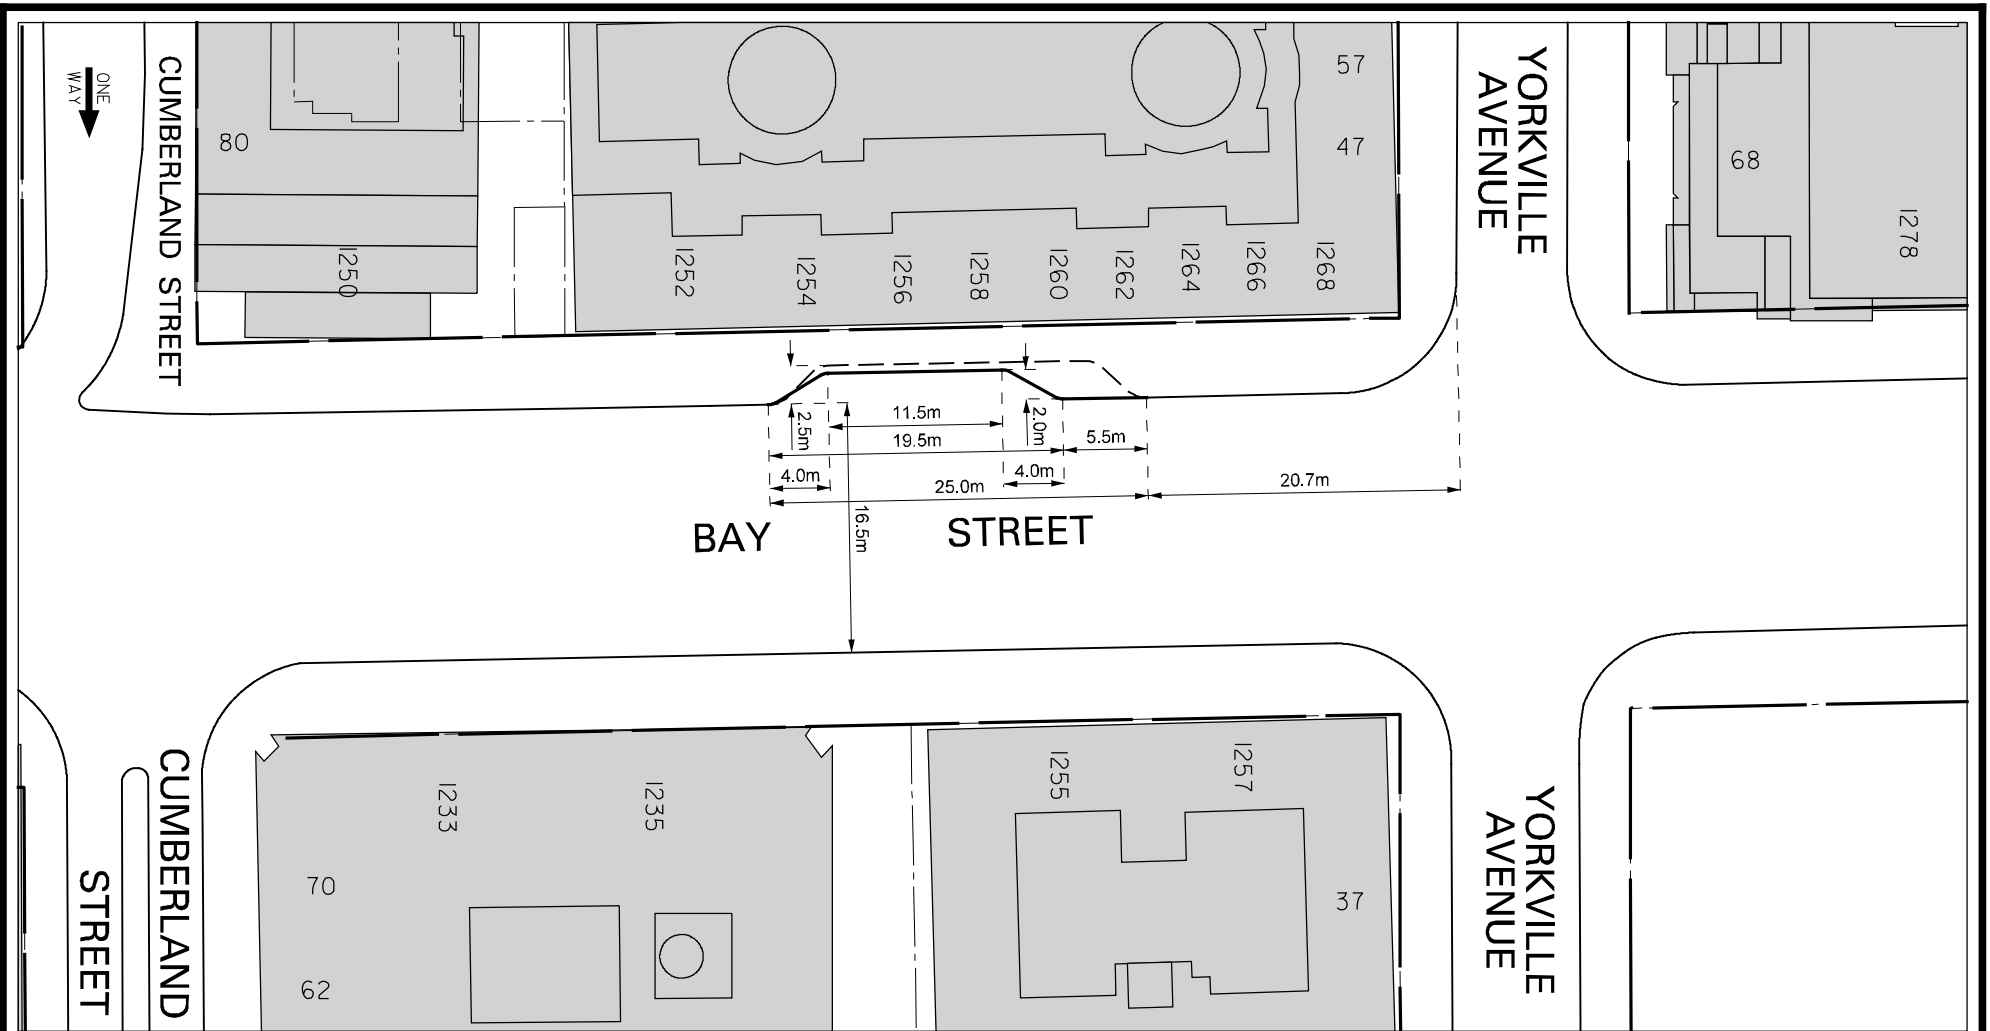 ONE
WAY
CUMBERLAND STREET
80
1250
57
47
1252
1254
1256
1258
1260
1262
1264
1266
1268
YORKVILLE
AVENUE
68
1278
2.5m
11.5m
2.0m
19.5m
5.5m
4.0m
4.0m
25.0m
20.7m
16.5m
BAY STREET
1233
1235
70
62
1255
1257
37
CUMBERLAND
STREET
YORKVILLE
AVENUE